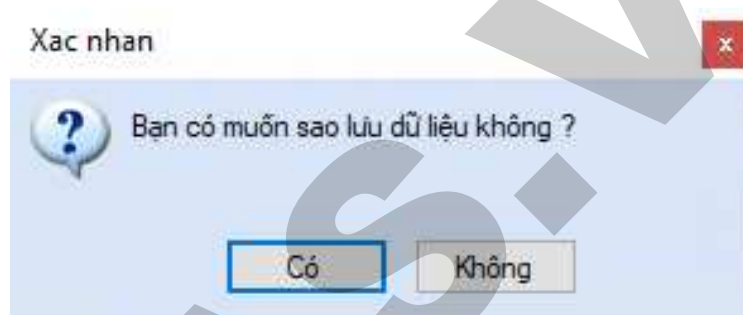 Xac nhan
Bạn có muốn sao lưu dữ liệu không ?
Có
Không